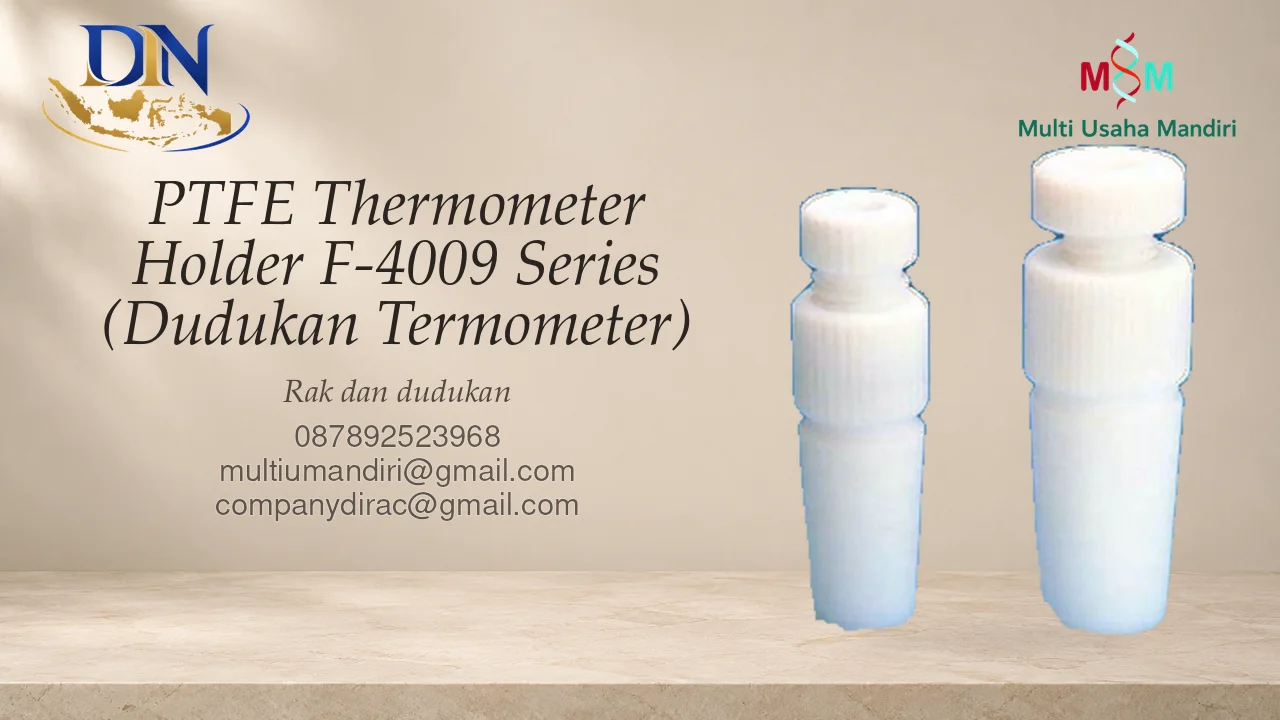 DIN
M M
Multi Usaha Mandiri
PTFE Thermometer
Holder F-4009 Series
(Dudukan Termometer)
Rak dan dudukan
087892523968
multiumandiri@gmail.com
companydirac@gmail.com